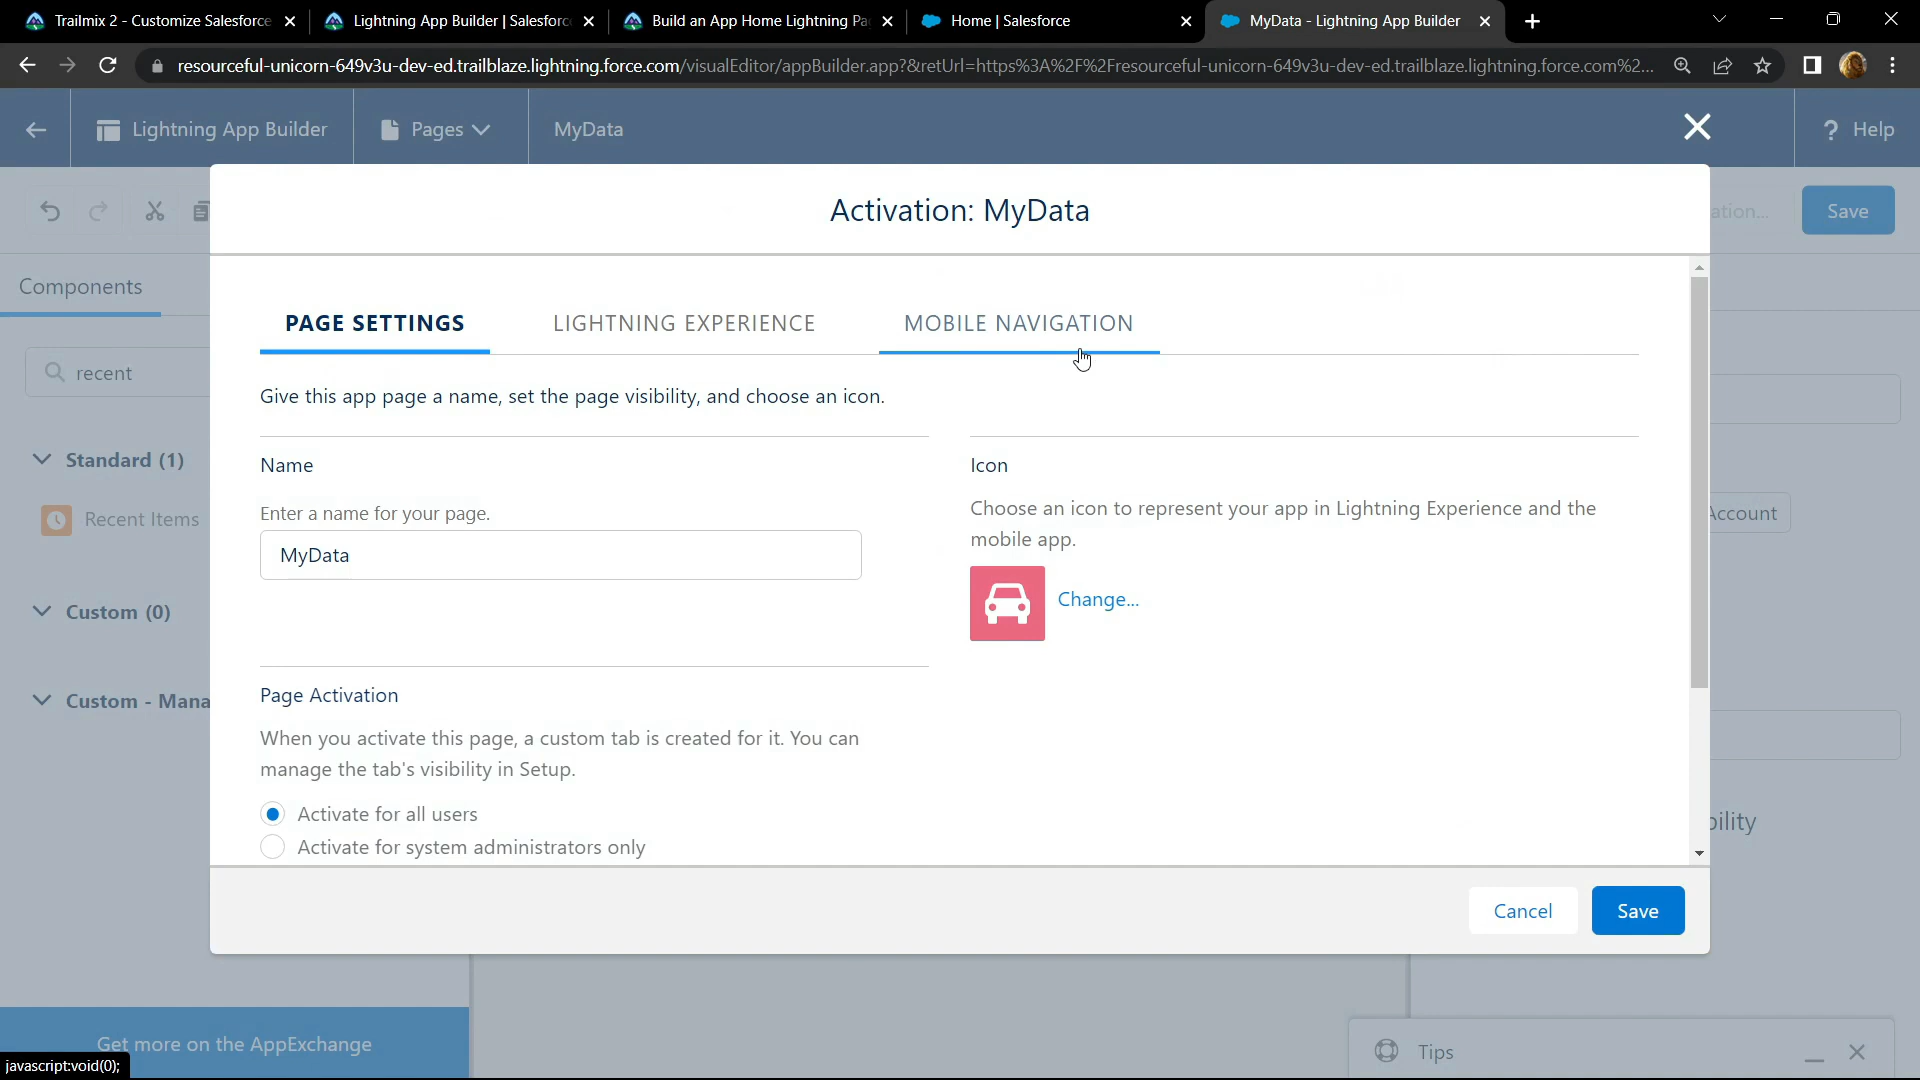 Trailmix 2 - Customize Salesforce
Lightning App Builder | Salesforc
Build an App Home Lightning Pa
Home | Salesforce
MyData - Lightning App Builder
resourceful-unicorn-649v3u-dev-ed.trailblaze.lightning.force.com/visualEditor/appBuilder.app?&retUrl=https%3A%2F%2Fresourceful-unicorn-649v3u-dev-ed.trailblaze.lightning.force.com%2...
Lightning App Builder
Pages
MyData
? Help
Activation: MyData
ation...
Save
Components
PAGE SETTINGS
LIGHTNING EXPERIENCE
MOBILE NAVIGATION
recent
Give this app page a name, set the page visibility, and choose an icon.
Standard (1)
Name
Icon
Enter a name for your page.
Choose an icon to represent your app in Lightning Experience and the
mobile app.
Recent Items
Account
MyData
Change...
Custom (0)
Page Activation
Custom - Mana
When you activate this page, a custom tab is created for it. You can
manage the tab's visibility in Setup.
Activate for all users
bility
Activate for system administrators only
Cancel
Save
Get more on the AppExchange
Tips
javascript:void(0);